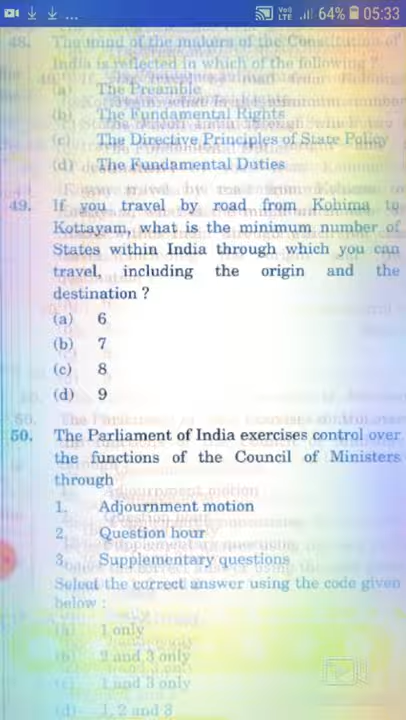 Vo)
LTE 64% 05:33
48. The mind of the makers of the Constitution of
India is reflected in which of the following ?
(a) The Preamble
(b) The Fundamental Rights
(c) The Directive Principles of State Policy
(d) The Fundamental Duties
49. If you travel by road from Kohima to
Kottayam, what is the minimum number of
States within India through which you can
travel, including the origin and the
destination ?
(a) 6
(b) 7
(c) 8
(d) 9
50. The Parliament of India exercises control over
the functions of the Council of Ministers
through
1. Adjournment motion
2. Question hour
3. Supplementary questions
Select the correct answer using the code given
below :
(a) 1 only
(b) 2 and 3 only
(c) 1 and 3 only
(d) 1, 2 and 3